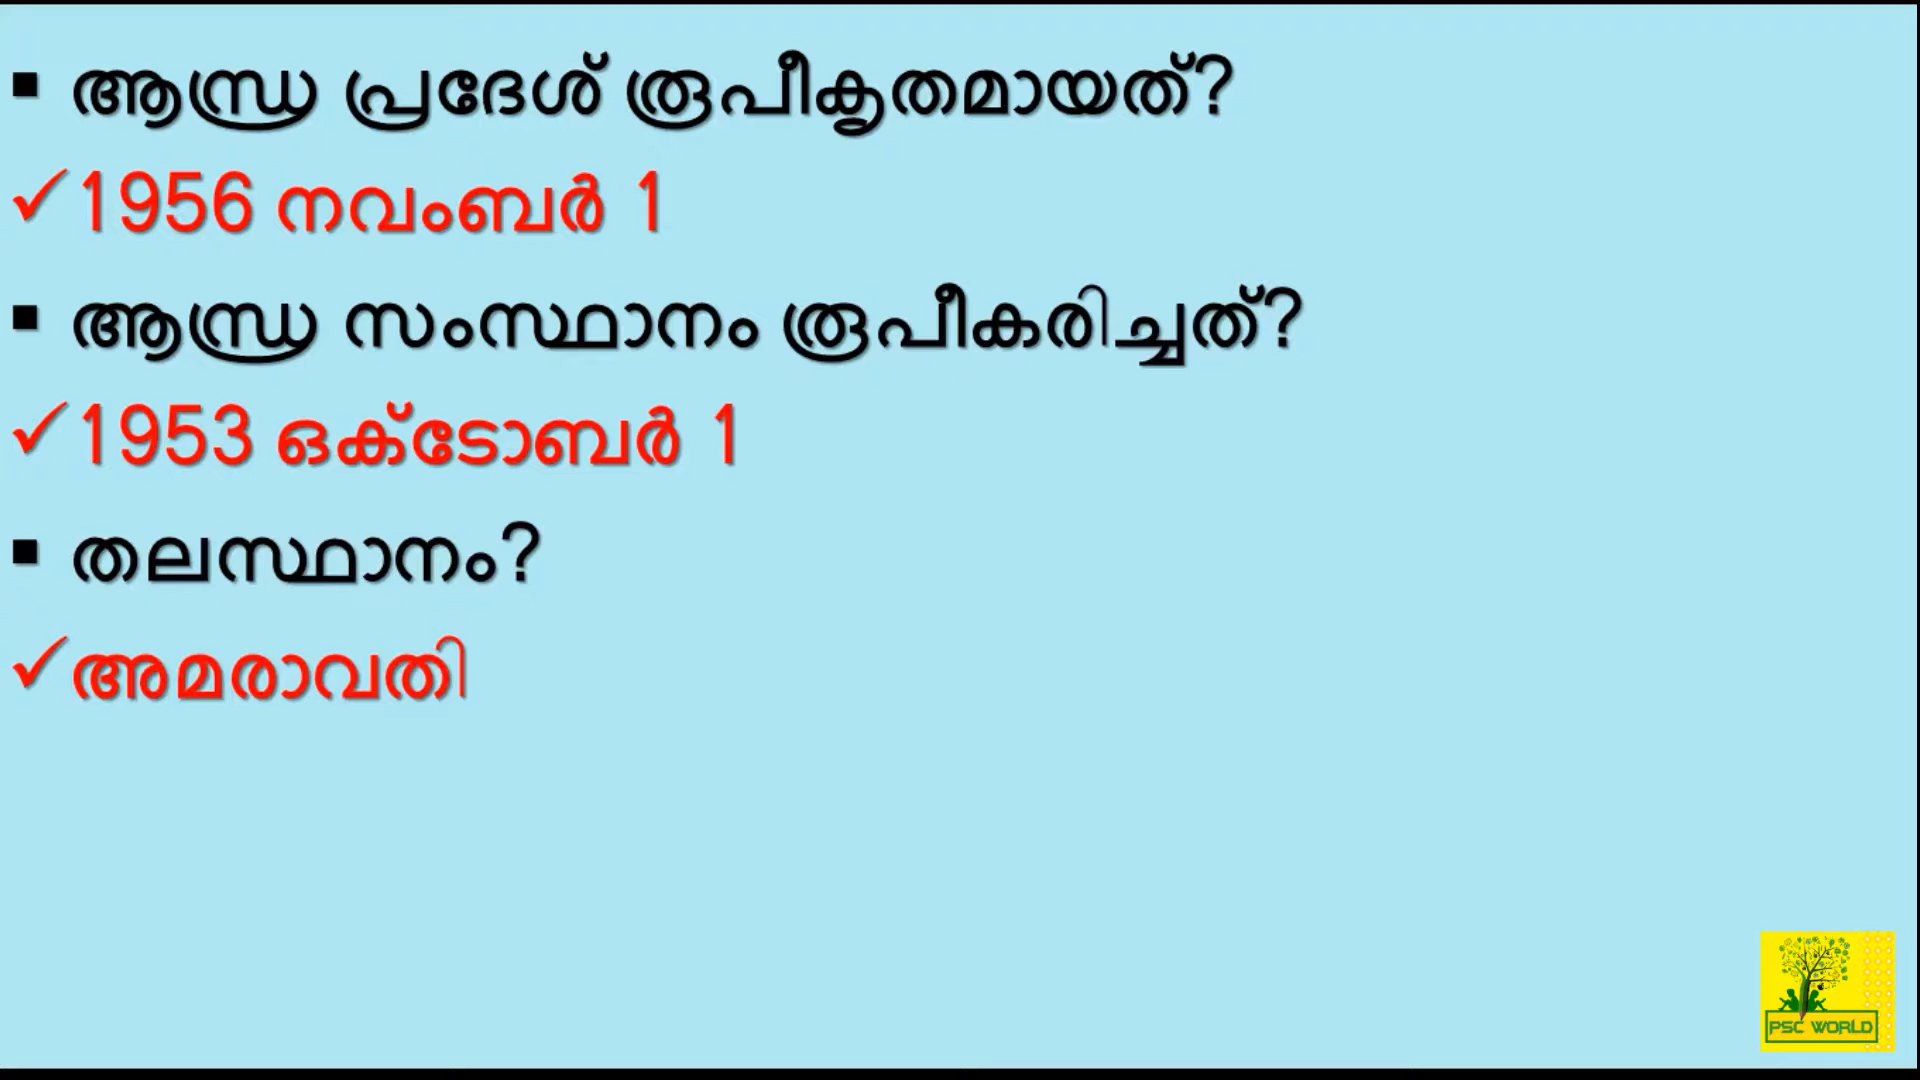 ▪ ആന്ധ്ര പ്രദേശ് രൂപീകൃതമായത്?
✓1956 നവംബർ 1
▪ ആന്ധ്ര സംസ്ഥാനം രൂപീകരിച്ചത്?
✓1953 ഒക്ടോബർ 1
▪ തലസ്ഥാനം?
✓അമരാവതി
PSC WORLD